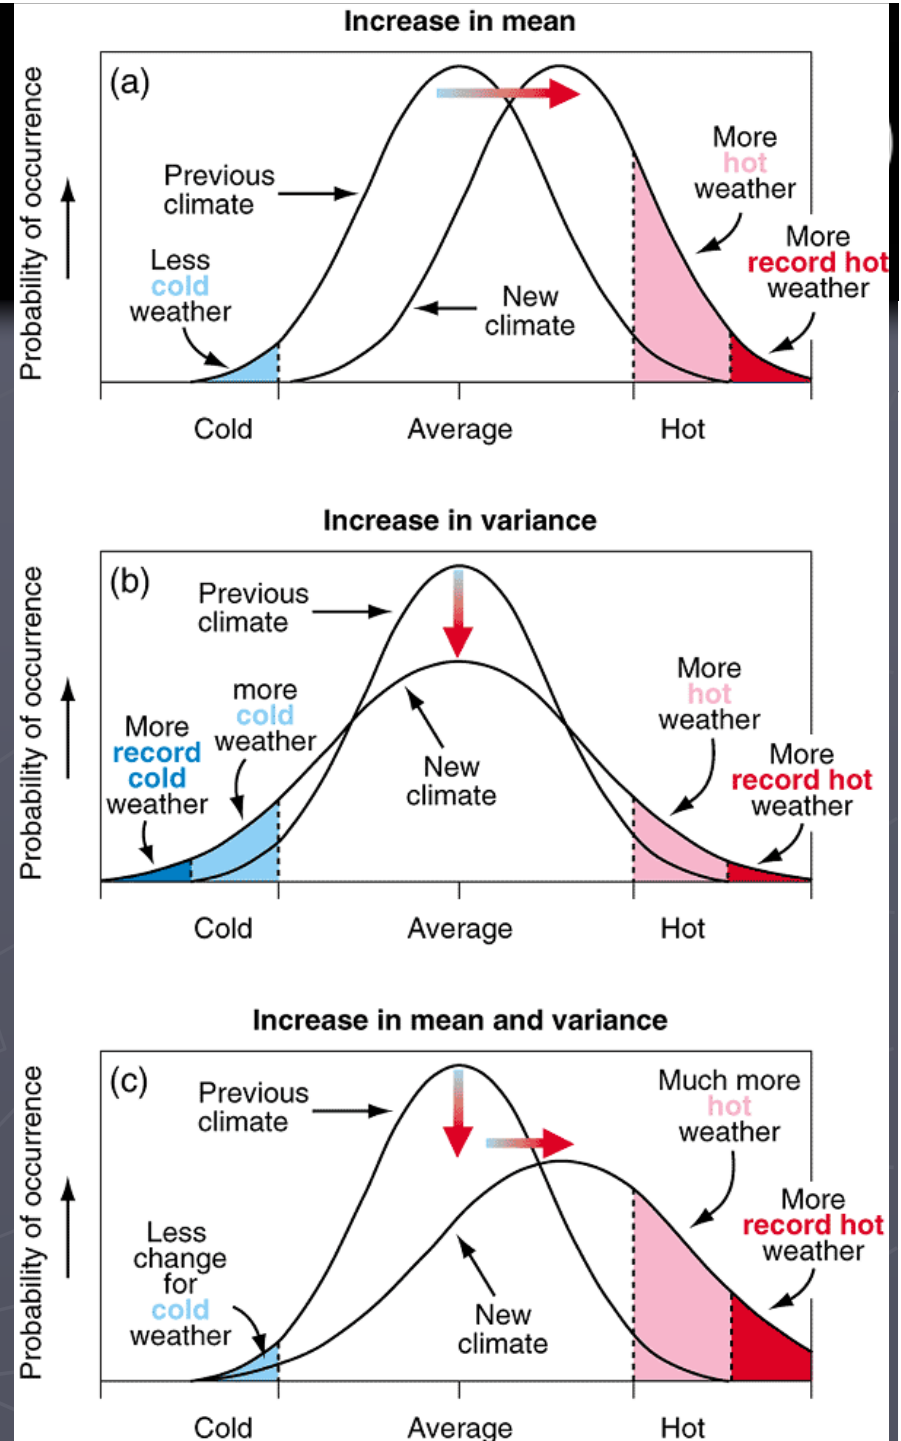 Increase in mean
(a)
Probability of occurrence
Previous
climate
Less
cold
weather
New
climate
More
hot
weather
More
record hot
weather
Cold
Average
Hot
Increase in variance
(b)
Probability of occurrence
Previous
climate
more
cold
weather
More
record
cold
weather
New
climate
More
hot
weather
More
record hot
weather
Cold
Average
Hot
Increase in mean and variance
(c)
Probability of occurrence
Previous
climate
Less
change
for
cold
weather
New
climate
Much more
hot
weather
More
record hot
weather
Cold
Average
Hot